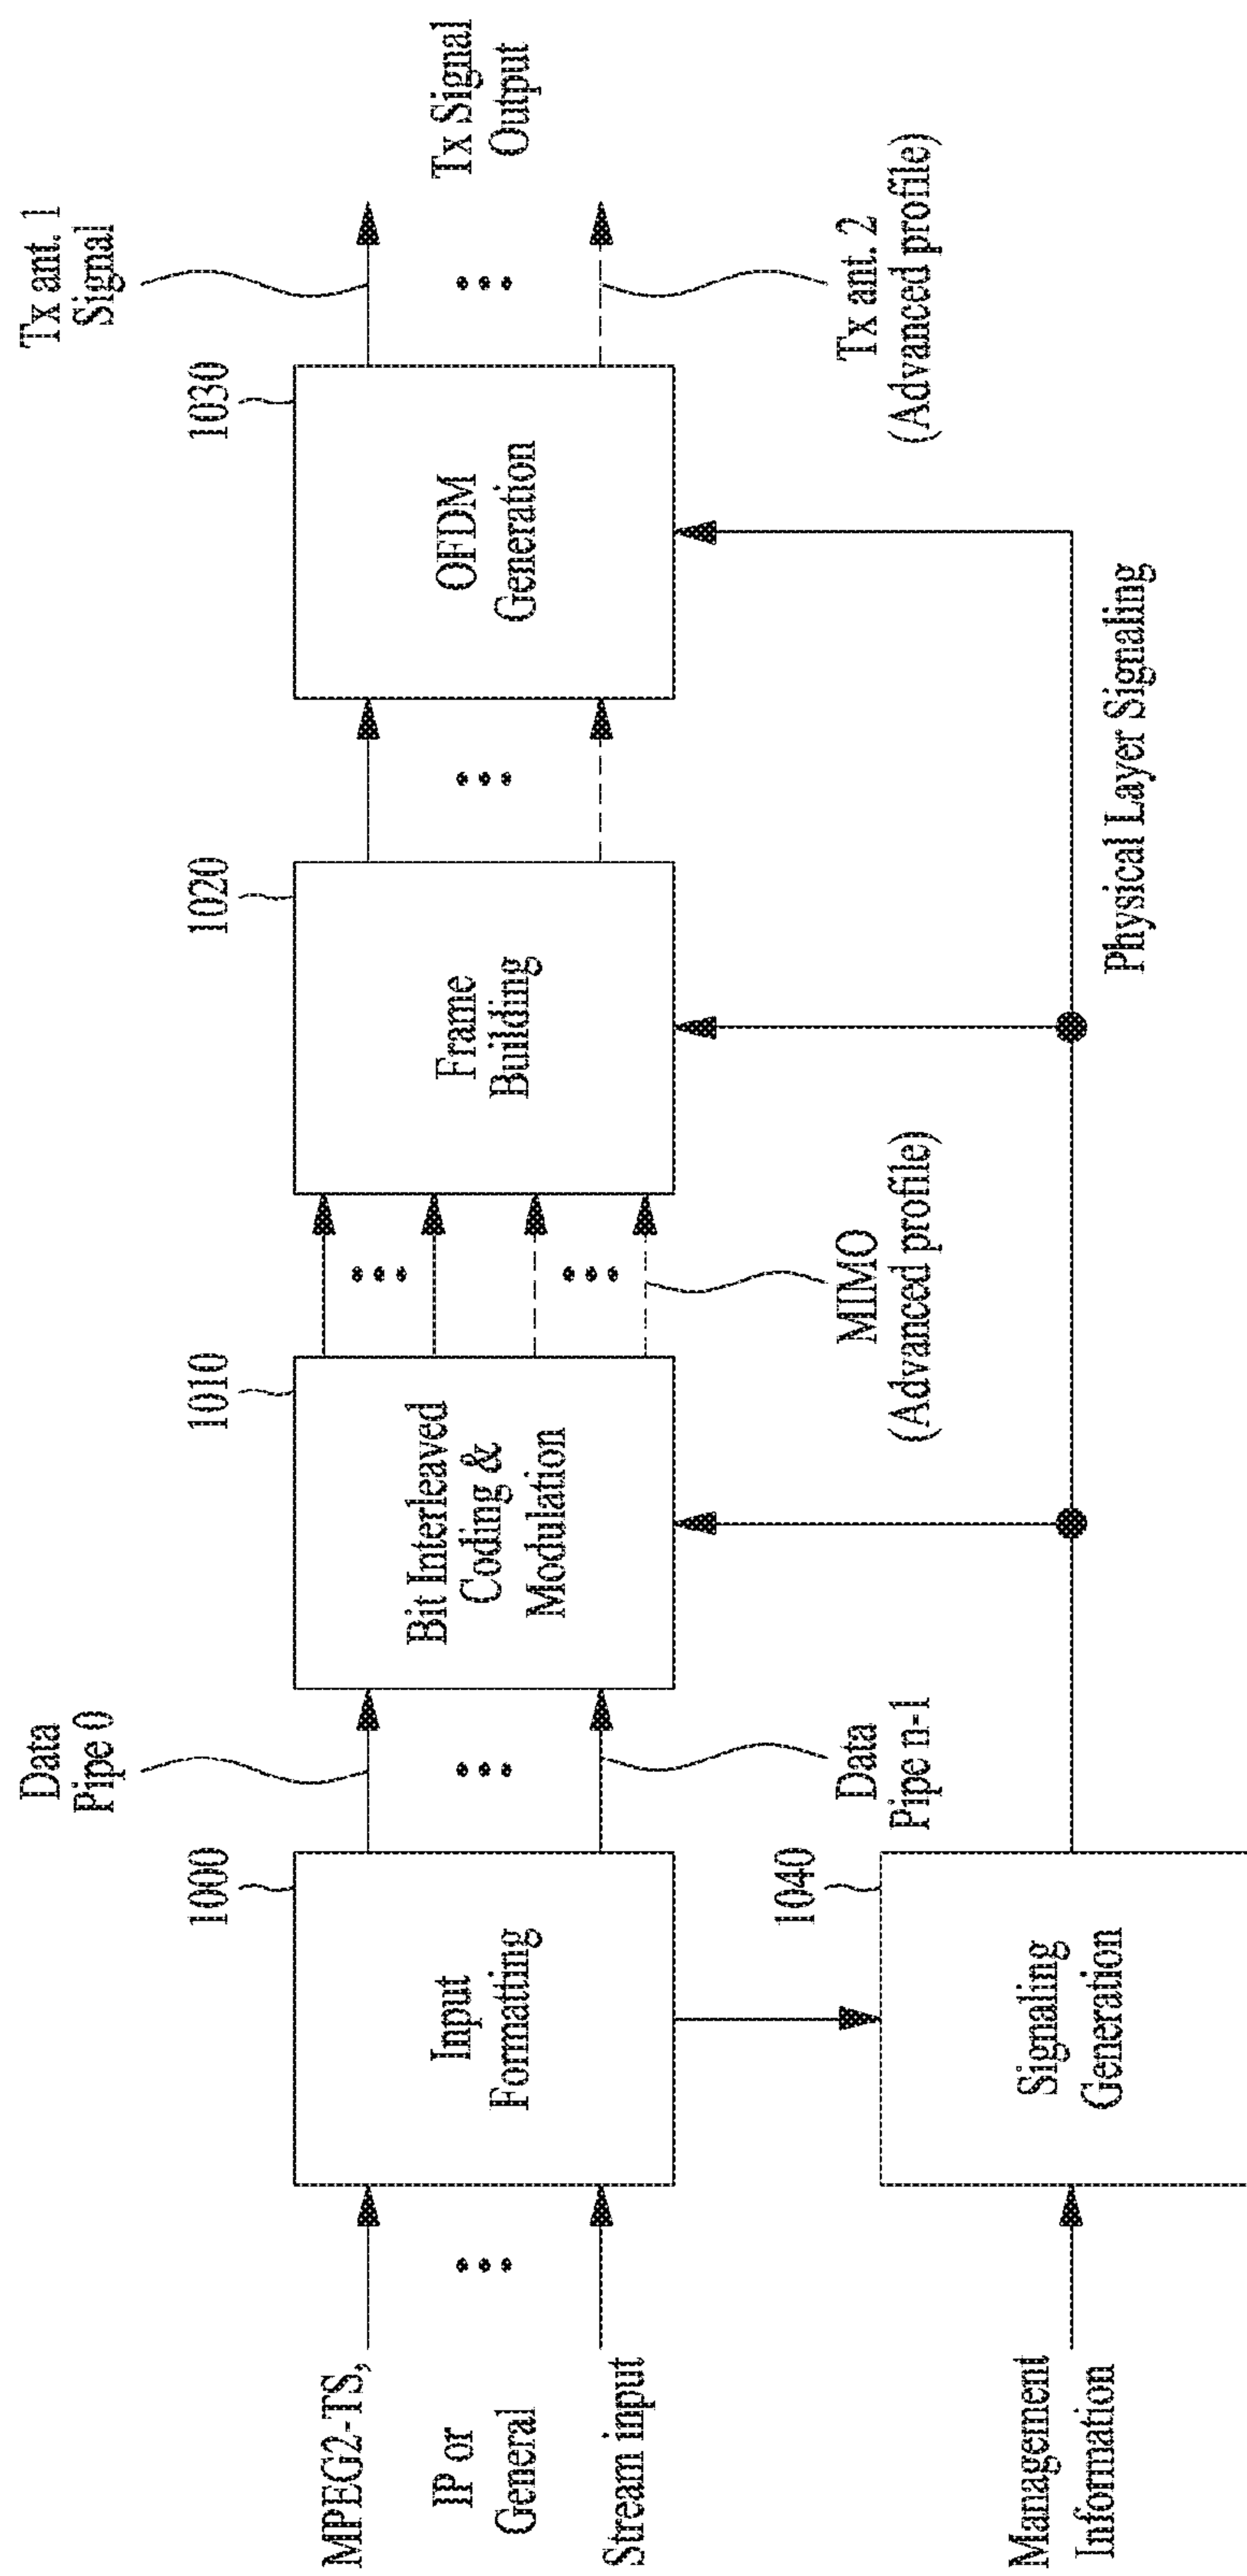 MPEG2-TS,
IP or
General
Stream input
Management
Information
1000
Input
Formatting
1040
Signaling
Generation
Data
Pipe 0
Data
Pipe n-1
1010
Bit Interleaved
Coding &
Modulation
MIMO
(Advanced profile)
1020
Frame
Building
Physical Layer Signaling
1030
OFDM
Generation
Tx ant. 1
Signal
Tx ant. 2
(Advanced profile)
Tx Signal
Output